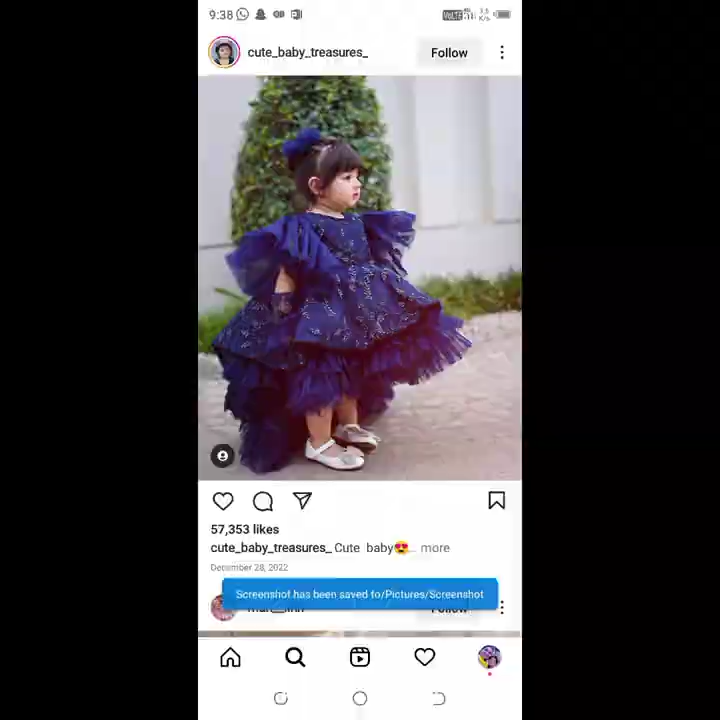 9:38
cute_baby_treasures_
Follow
57,353 likes
cute_baby_treasures_ Cute baby😍... more
December 28, 2022
Screenshot has been saved to/Pictures/Screenshot
Follow